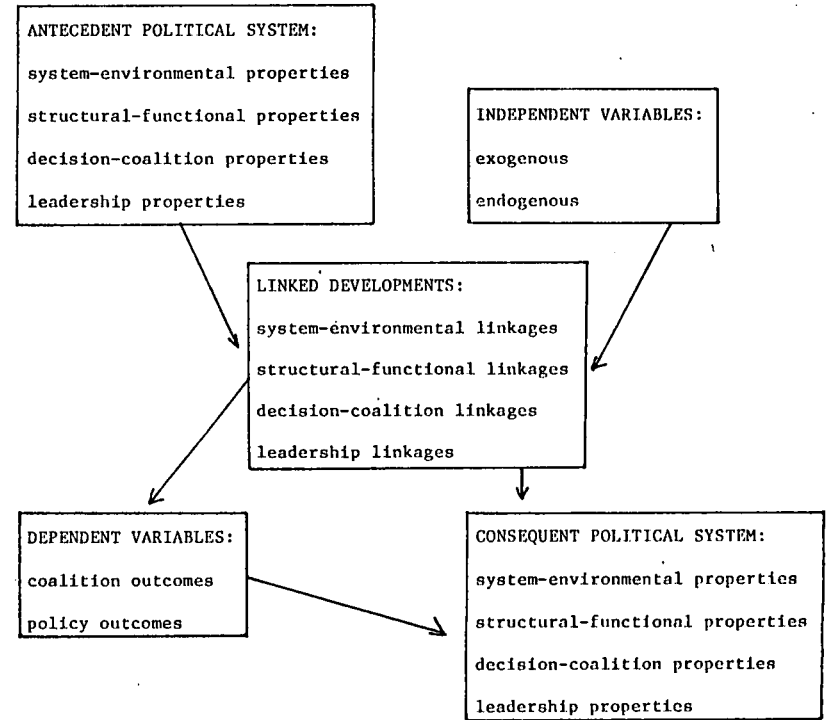 ANTECEDENT POLITICAL SYSTEM:
system-environmental properties
structural-functional properties
decision-coalition properties
leadership properties
INDEPENDENT VARIABLES:
exogenous
endogenous
LINKED DEVELOPMENTS:
system-environmental linkages
structural-functional linkages
decision-coalition linkages
leadership linkages
DEPENDENT VARIABLES:
coalition outcomes
policy outcomes
CONSEQUENT POLITICAL SYSTEM:
system-environmental properties
structural-functional properties
decision-coalition properties
leadership properties